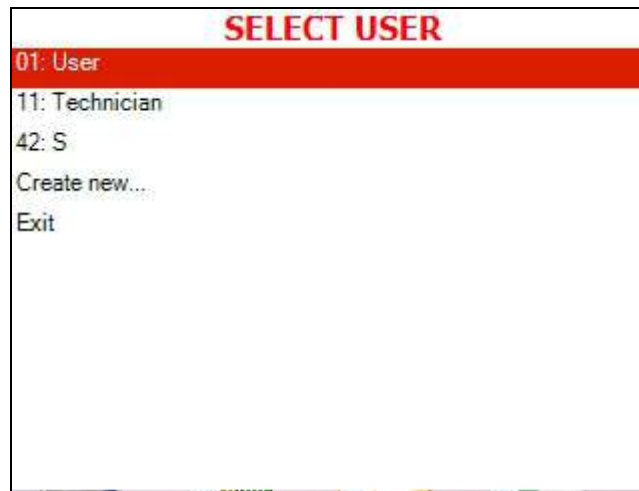 SELECT USER
01: User
11: Technician
42: S
Create new...
Exit